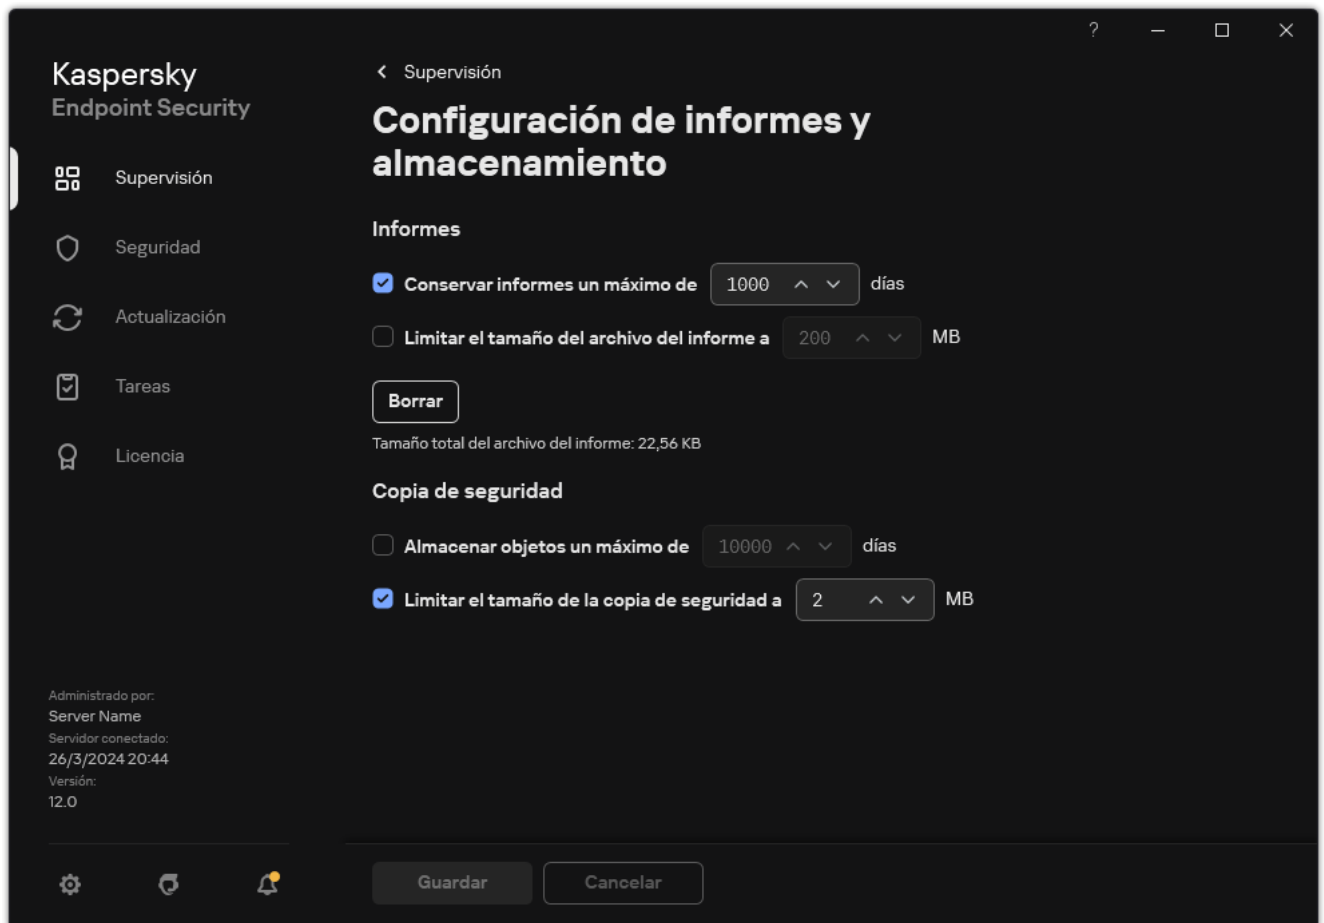 ?
Kaspersky
Endpoint Security
Supervisión
Seguridad
Actualización
Tareas
Licencia
Administrado por:
Server Name
Servidor conectado:
26/3/2024 20:44
Versión:
12.0
Supervisión
Configuración de informes y
almacenamiento
Informes
Conservar informes un máximo de 1000 días
Limitar el tamaño del archivo del informe a 200 MB
Borrar
Tamaño total del archivo del informe: 22,56 KB
Copia de seguridad
Almacenar objetos un máximo de 10000 días
Limitar el tamaño de la copia de seguridad a 2 MB
Guardar Cancelar